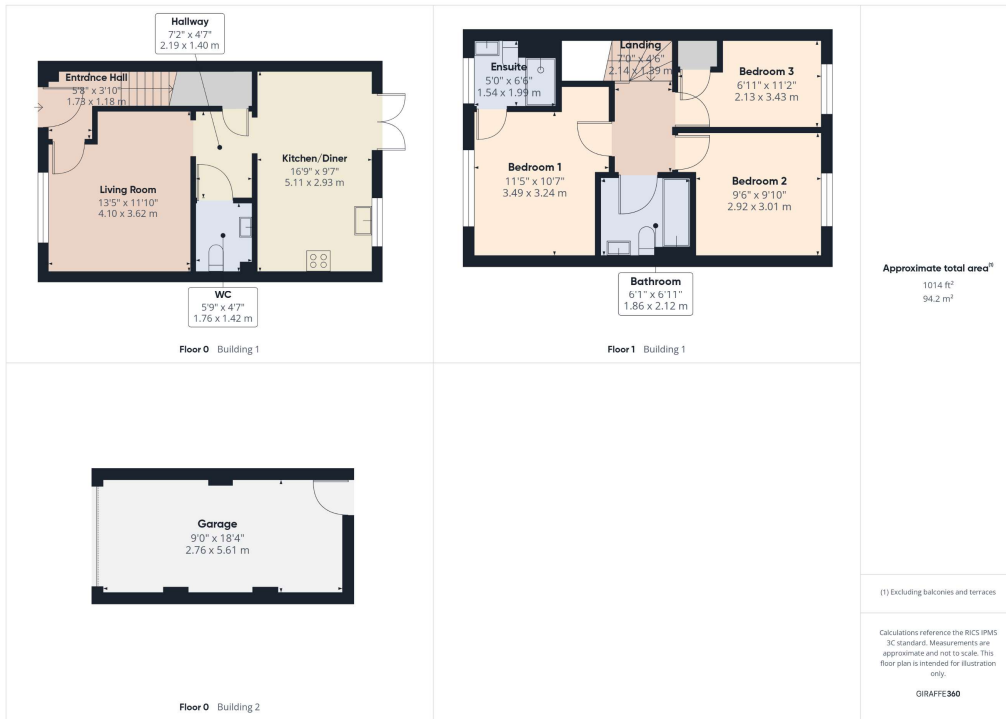 Hallway
7'2" x 4'7"
2.19 x 1.40 m
Entrance Hall
5'8" x 3'10"
1.73 x 1.18 m
Living Room
13'5" x 11'10"
4.10 x 3.62 m
Kitchen/Diner
16'9" x 9'7"
5.11 x 2.93 m
WC
5'9" x 4'7"
1.76 x 1.42 m
Floor 0 Building 1
Landing
7'0" x 4'6"
2.14 x 1.39 m
Ensuite
5'0" x 6'6"
1.54 x 1.99 m
Bedroom 3
6'11" x 11'2"
2.13 x 3.43 m
Bedroom 1
11'5" x 10'7"
3.49 x 3.24 m
Bedroom 2
9'6" x 9'10"
2.92 x 3.01 m
Bathroom
6'1" x 6'11"
1.86 x 2.12 m
Floor 1 Building 1
Garage
9'0" x 18'4"
2.76 x 5.61 m
Floor 0 Building 2
Approximate total area(1)
1014 ft²
94.2 m²
(1) Excluding balconies and terraces
Calculations reference the RICS IPMS
3C standard. Measurements are
approximate and not to scale. This
floor plan is intended for illustration
only.
GIRAFFE360